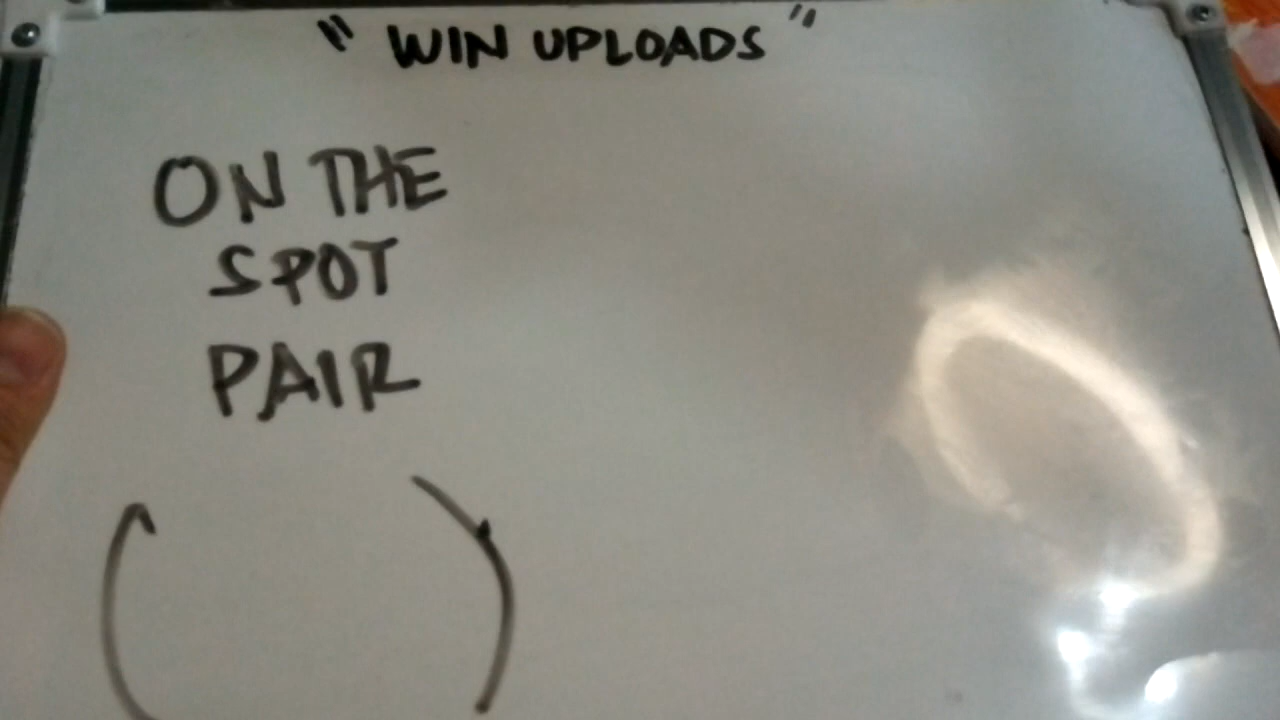 "WIN UPLOADS"
ON THE
SPOT
PAIR
( )